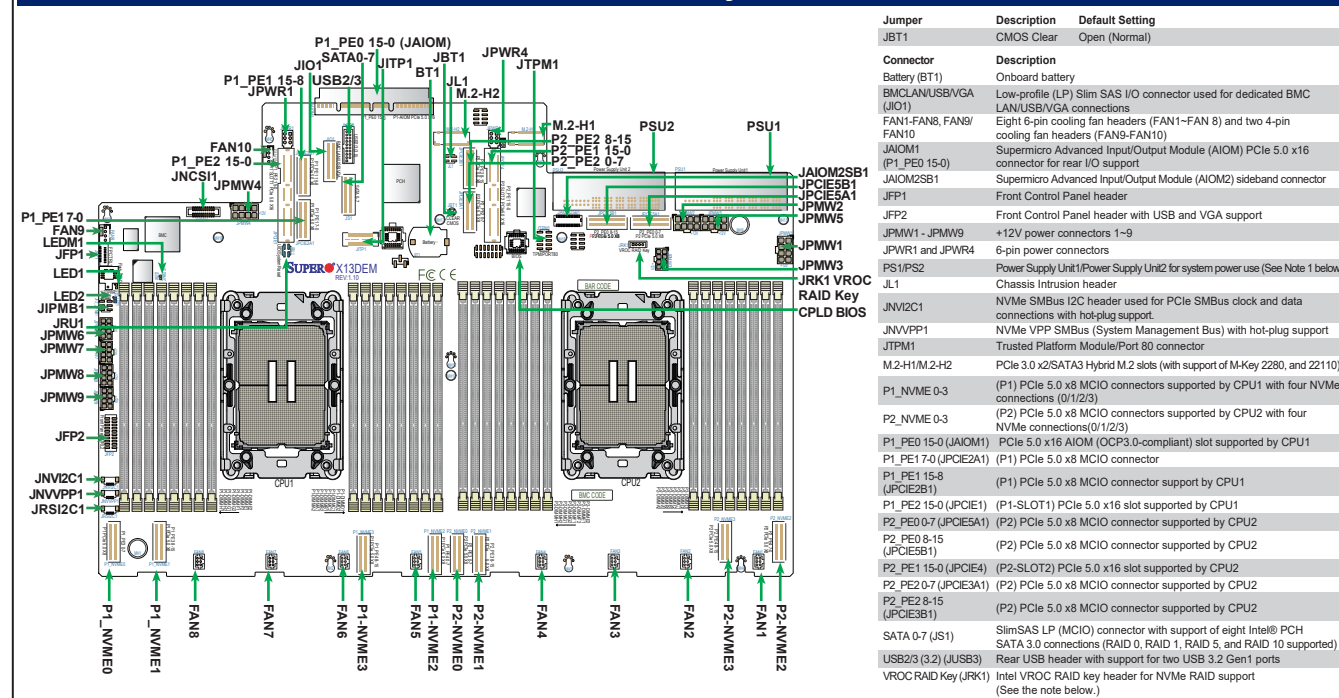 P1_PE0 15-0 (JAIOM)
SATA0-7
JIO1
JITP1
JBT1
JPWR4
BT1
JTPM1
P1_PE1 15-8
USB2/3
JL1
JPWR1
M.2-H2
M.2-H1
PSU2
PSU1
P2_PE2 8-15
P2_PE1 15-0
P2_PE2 0-7
FAN10
P1_PE2 15-0
JNCSI1
JPMW4
JAIOM2SB1
JPCIE5B1
JPCIE5A1
JPMW2
JPMW5
P1_PE1 7-0
FAN9
LEDM1
JFP1
LED1
JPMW1
JPMW3
JRK1 VROC
RAID Key
CPLD BIOS
LED2
JIPMB1
JRU1
JPMW6
JPMW7
JPMW8
JPMW9
JFP2
JNVI2C1
JNVVPP1
JRSI2C1
PCH
BMC
Battery
BIOS
Power Supply Unit 2
Power Supply Unit1
SUPER X13DEM
REV:1.10
FC CE
BAR CODE
CPU1
CPU2
BMC CODE
P1_NVME0
P1_NVME1
FAN8
FAN7
FAN6
P1-NVME3
FAN5
P1-NVME2
P2-NVME0
P2-NVME1
FAN4
FAN3
FAN2
P2-NVME3
FAN1
P2-NVME2
Jumper Description Default Setting
JBT1 CMOS Clear Open (Normal)
Connector Description
Battery (BT1) Onboard battery
BMCLAN/USB/VGA (JIO1) Low-profile (LP) Slim SAS I/O connector used for dedicated BMC
LAN/USB/VGA connections
FAN1-FAN8, FAN9/
FAN10 Eight 6-pin cooling fan headers (FAN1~FAN 8) and two 4-pin
cooling fan headers (FAN9-FAN10)
JAIOM1
(P1_PE0 15-0) Supermicro Advanced Input/Output Module (AIOM) PCIe 5.0 x16
connector for rear I/O support
JAIOM2SB1 Supermicro Advanced Input/Output Module (AIOM2) sideband connector
JFP1 Front Control Panel header
JFP2 Front Control Panel header with USB and VGA support
JPMW1 - JPMW9 +12V power connectors 1~9
JPWR1 and JPWR4 6-pin power connectors
PS1/PS2 Power Supply Unit1/Power Supply Unit2 for system power use (See Note 1 below
JL1 Chassis Intrusion header
JNVI2C1 NVMe SMBus I2C header used for PCIe SMBus clock and data
connections with hot-plug support.
JNVVPP1 NVMe VPP SMBus (System Management Bus) with hot-plug support
JTPM1 Trusted Platform Module/Port 80 connector
M.2-H1/M.2-H2 PCIe 3.0 x2/SATA3 Hybrid M.2 slots (with support of M-Key 2280, and 22110)
P1_NVME 0-3 (P1) PCIe 5.0 x8 MCIO connectors supported by CPU1 with four NVMe
connections (0/1/2/3)
P2_NVME 0-3 (P2) PCIe 5.0 x8 MCIO connectors supported by CPU2 with four
NVMe connections(0/1/2/3)
P1_PE0 15-0 (JAIOM1) PCIe 5.0 x16 AIOM (OCP3.0-compliant) slot supported by CPU1
P1_PE1 7-0 (JPCIE2A1) (P1) PCIe 5.0 x8 MCIO connector
P1_PE1 15-8
(JPCIE2B1) (P1) PCIe 5.0 x8 MCIO connector support by CPU1
P1_PE2 15-0 (JPCIE1) (P1-SLOT1) PCIe 5.0 x16 slot supported by CPU1
P2_PE0 0-7 (JPCIE5A1) (P2) PCIe 5.0 x8 MCIO connector supported by CPU2
P2_PE0 8-15
(JPCIE5B1) (P2) PCIe 5.0 x8 MCIO connector supported by CPU2
P2_PE1 15-0 (JPCIE4) (P2-SLOT2) PCIe 5.0 x16 slot supported by CPU2
P2_PE2 0-7 (JPCIE3A1) (P2) PCIe 5.0 x8 MCIO connector supported by CPU2
P2_PE2 8-15
(JPCIE3B1) (P2) PCIe 5.0 x8 MCIO connector supported by CPU2
SATA 0-7 (JS1) SlimSAS LP (MCIO) connector with support of eight Intel® PCH
SATA 3.0 connections (RAID 0, RAID 1, RAID 5, and RAID 10 supported)
USB2/3 (3.2) (JUSB3) Rear USB header with support for two USB 3.2 Gen1 ports
VROC RAID Key (JRK1) Intel VROC RAID key header for NVMe RAID support
(See the note below.)